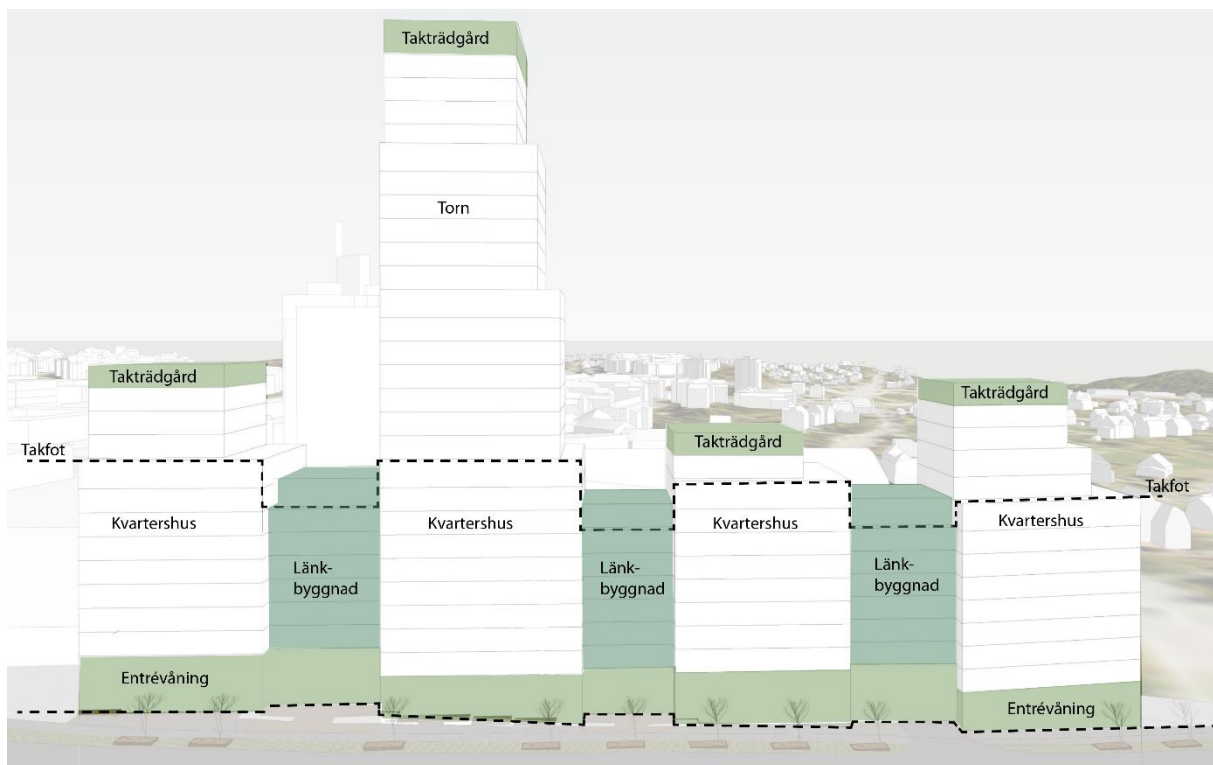 Takträdgård
Torn
Takträdgård
Takträdgård
Takträdgård
Takfot
Takfot
Kvartershus
Kvartershus
Kvartershus
Kvartershus
Länk-
byggnad
Länk-
byggnad
Länk-
byggnad
Entrévåning
Entrévåning